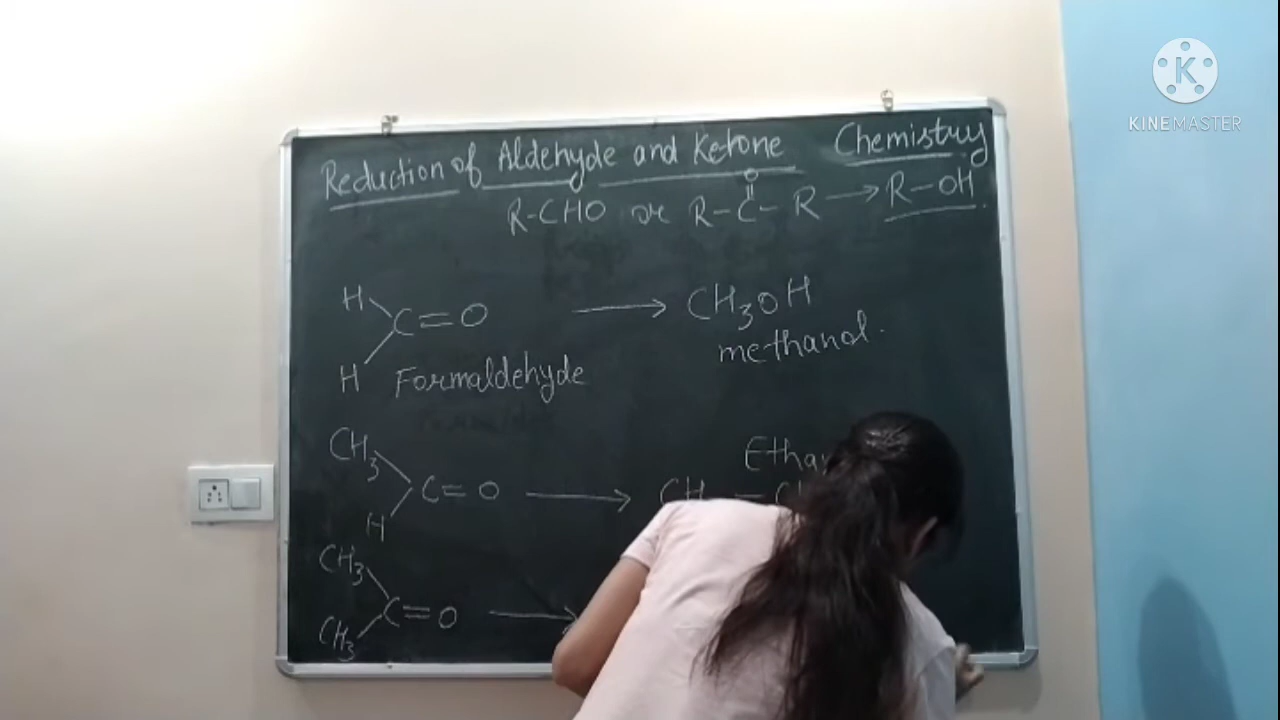 KINEMASTER
Reduction of Aldehyde and Ketone Chemistry
O
R-CHO or R-C-R → R-OH
H
C=O → CH3OH
methanol.
H Formaldehyde
CH3
C=O →
H
CH3
C=O →
CH3